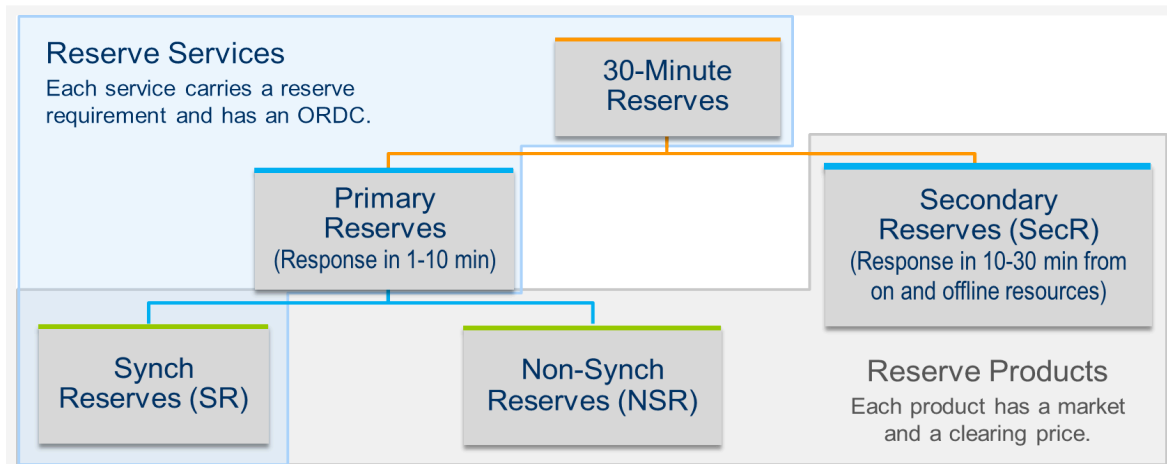 Reserve Services
Each service carries a reserve
requirement and has an ORDC.
30-Minute
Reserves
Primary
Reserves
(Response in 1-10 min)
Secondary
Reserves (SecR)
(Response in 10-30 min from
on and offline resources)
Synch
Reserves (SR)
Non-Synch
Reserves (NSR)
Reserve Products
Each product has a market
and a clearing price.